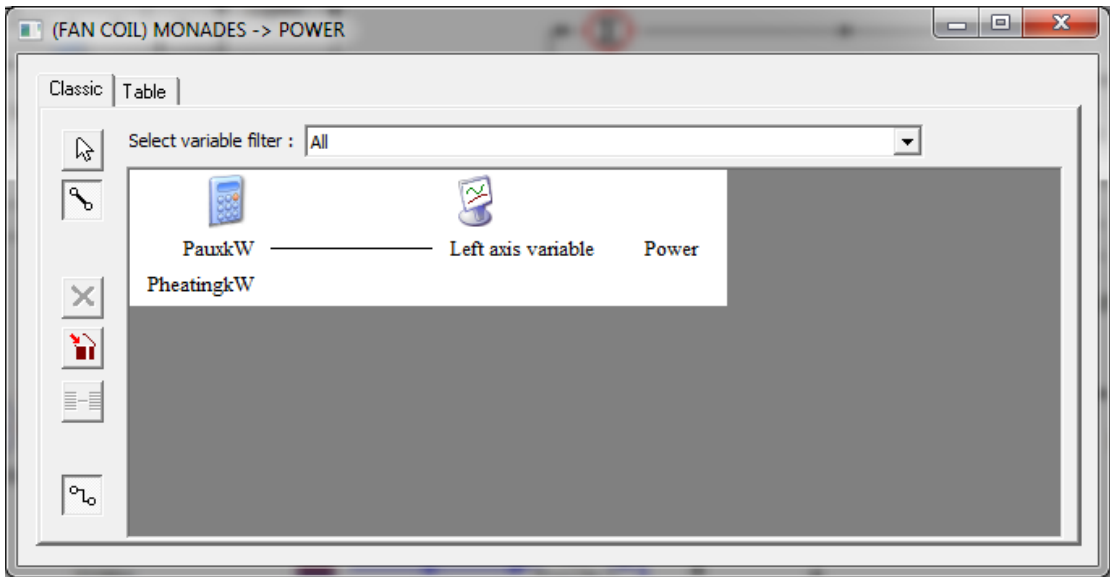 (FAN COIL) MONADES -> POWER
Classic Table
Select variable filter : All
PauxkW Left axis variable Power
PheatingkW